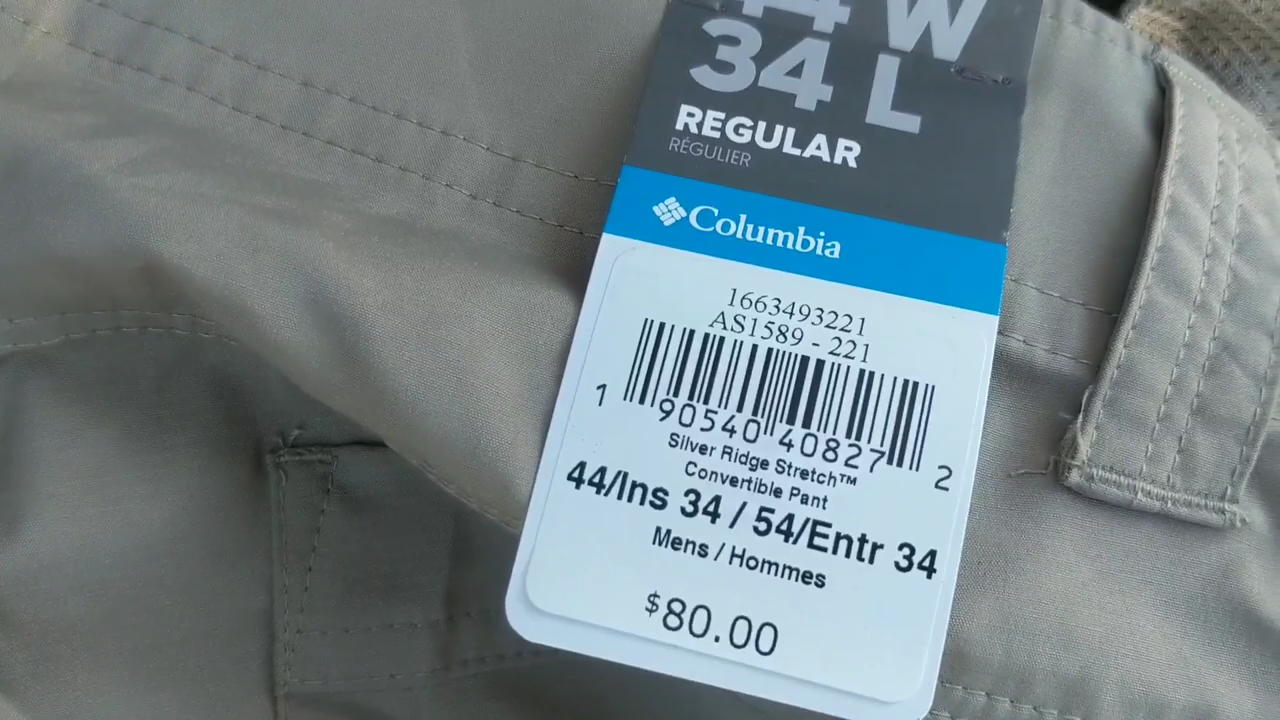 44 W
34 L
REGULAR
RÉGULIER
Columbia
1663493221
AS1589 - 221
1 90540 40827 2
Silver Ridge Stretch™
Convertible Pant
44/Ins 34 / 54/Entr 34
Mens / Hommes
$80.00